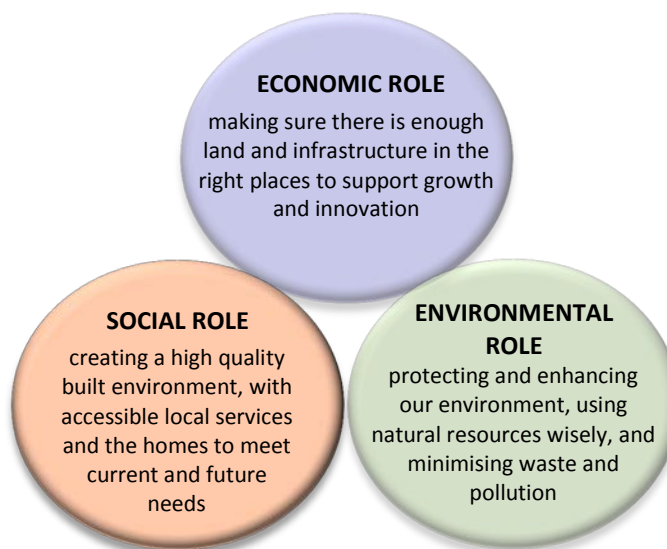 ECONOMIC ROLE
making sure there is enough
land and infrastructure in the
right places to support growth
and innovation
SOCIAL ROLE
creating a high quality
built environment, with
accessible local services
and the homes to meet
current and future
needs
ENVIRONMENTAL
ROLE
protecting and enhancing
our environment, using
natural resources wisely, and
minimising waste and
pollution